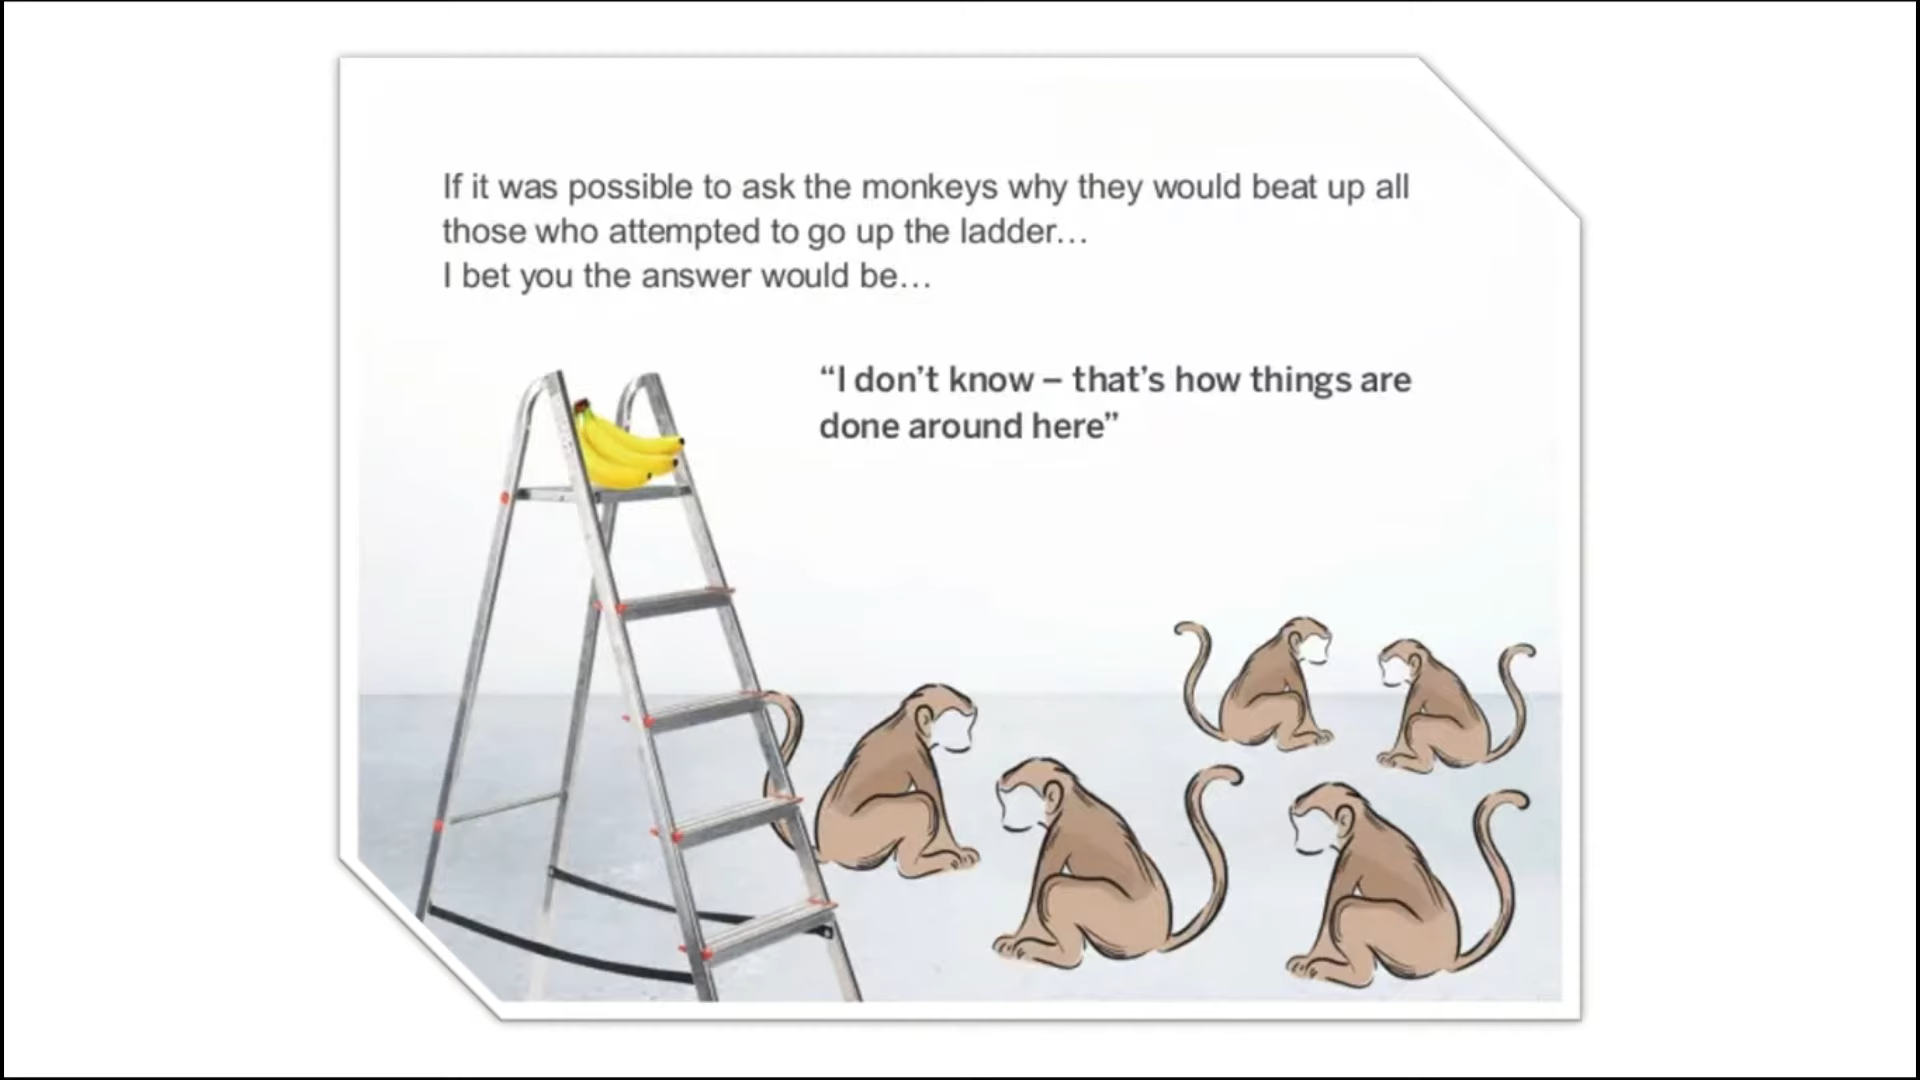 If it was possible to ask the monkeys why they would beat up all
those who attempted to go up the ladder…
I bet you the answer would be…
“I don’t know – that’s how things are
done around here”